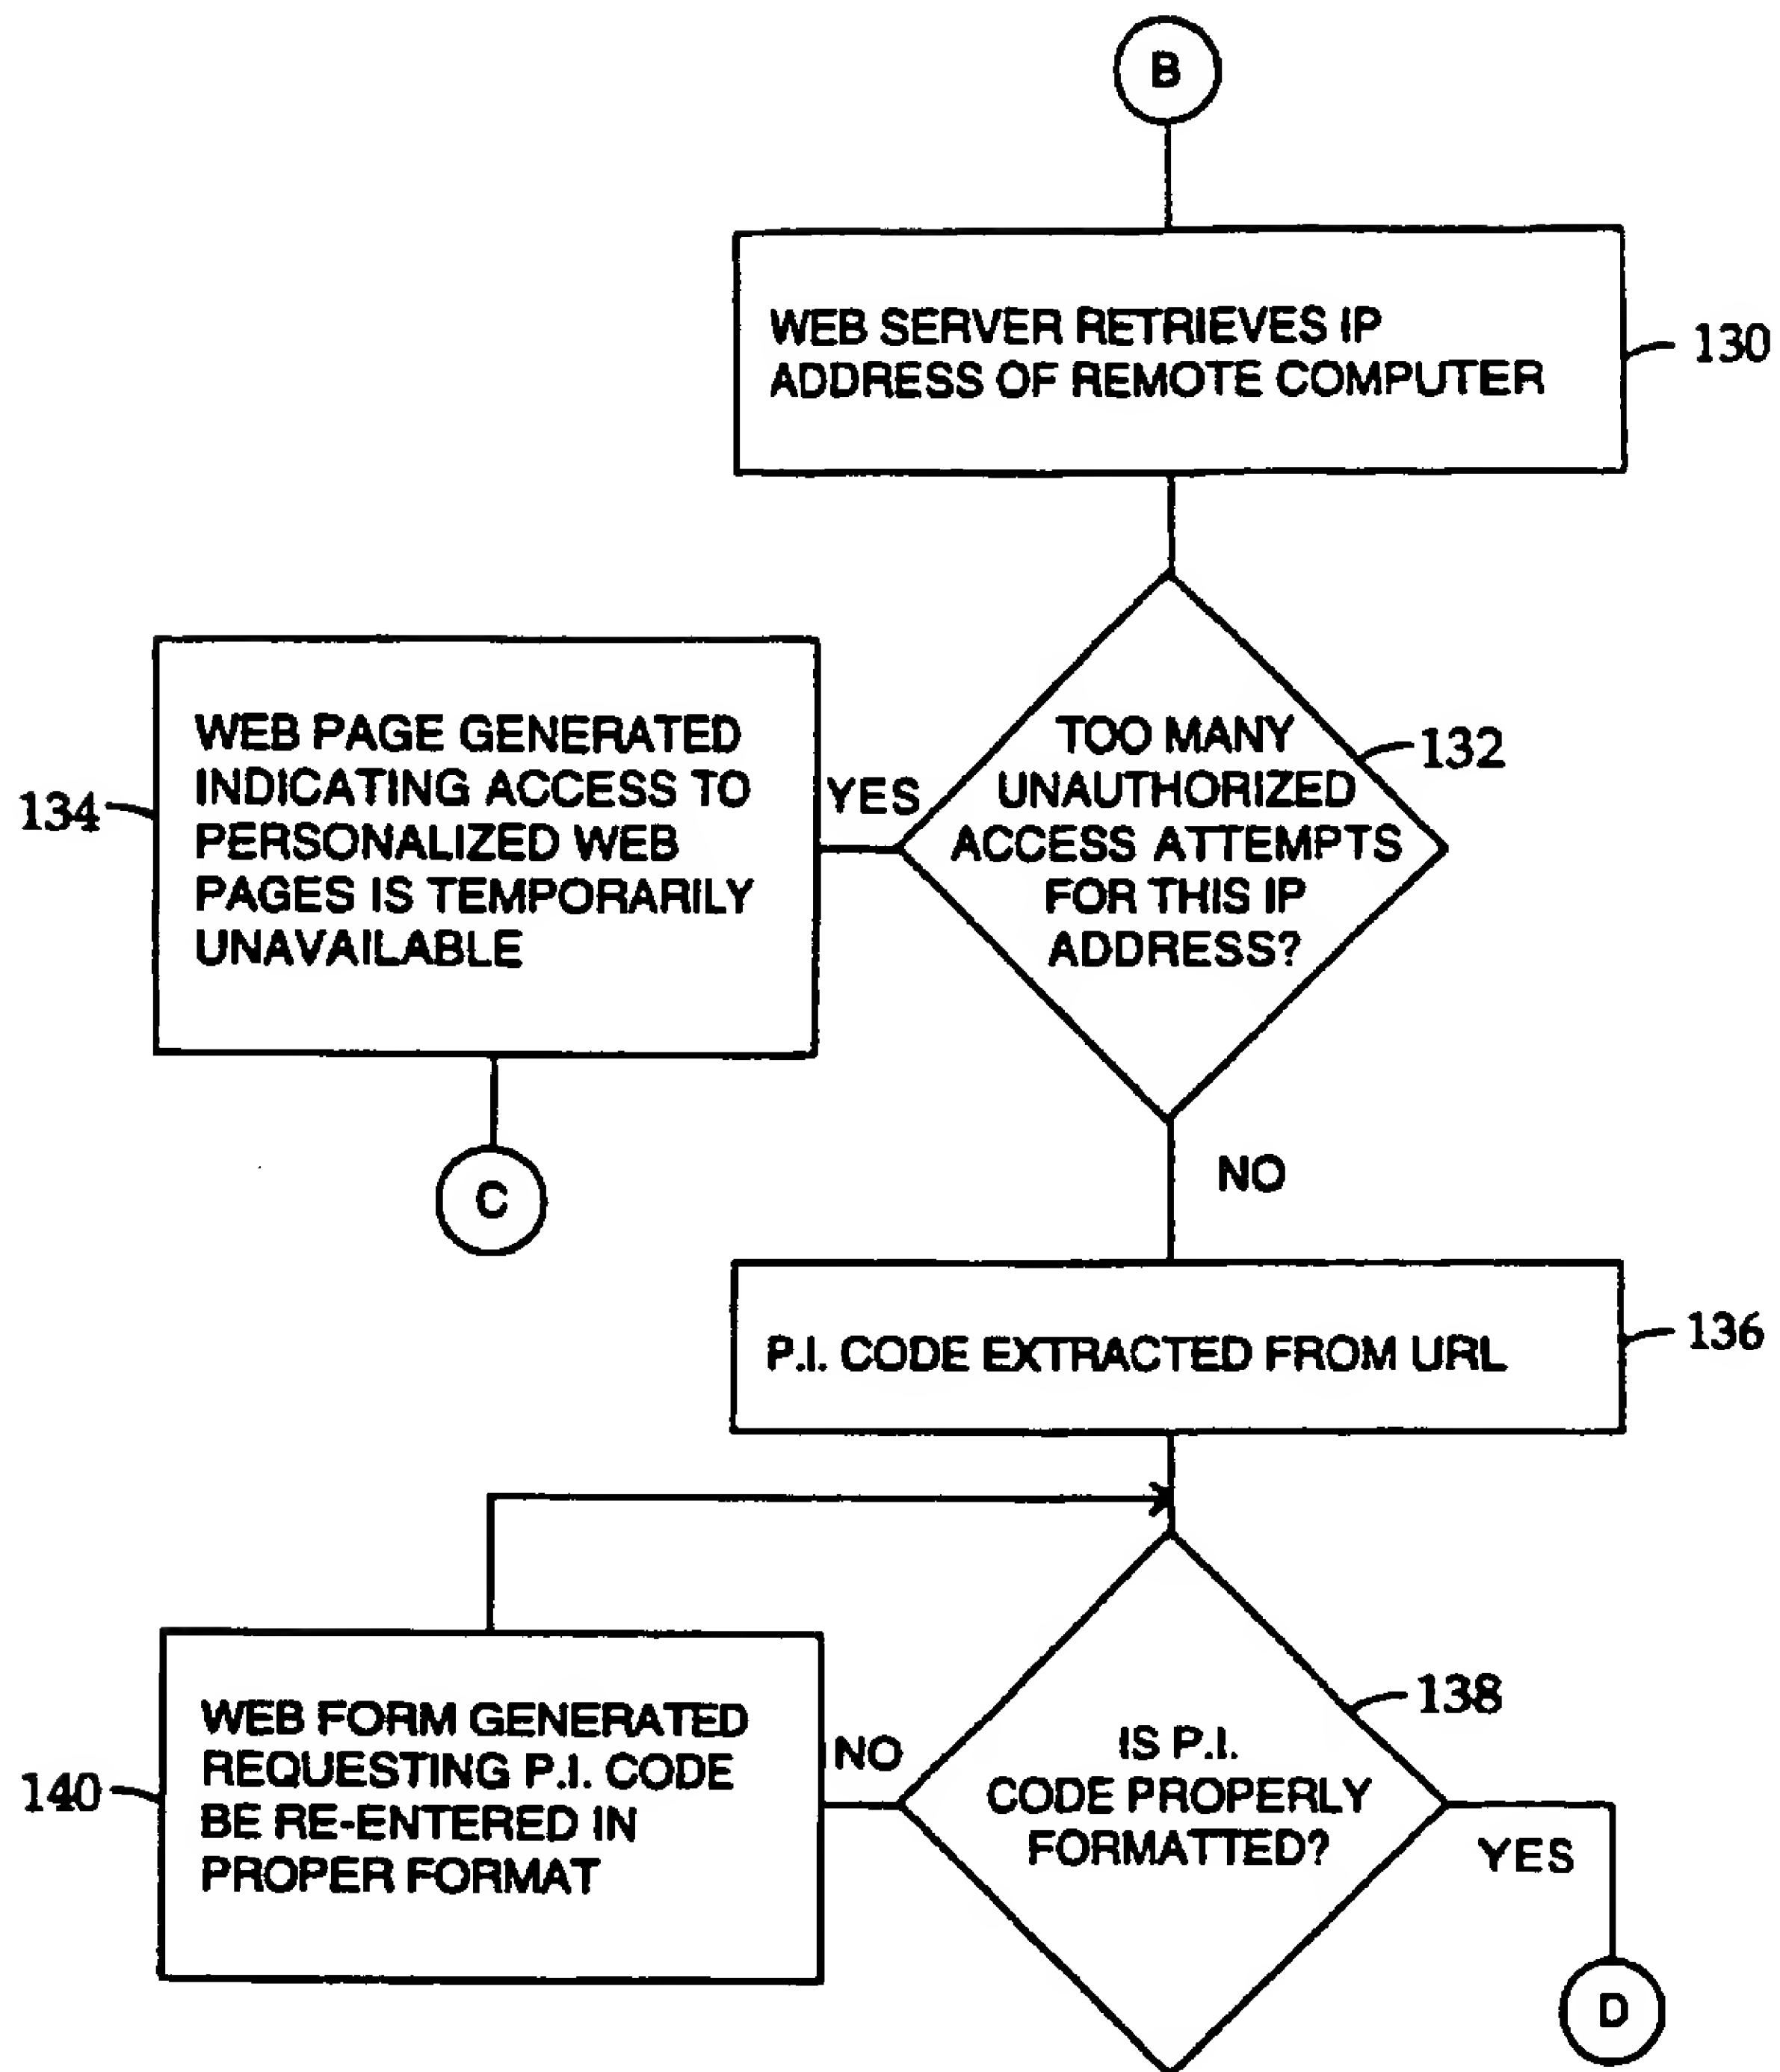 B
WEB SERVER RETRIEVES IP
ADDRESS OF REMOTE COMPUTER
130
TOO MANY
UNAUTHORIZED
ACCESS ATTEMPTS
FOR THIS IP
ADDRESS?
132
YES
WEB PAGE GENERATED
INDICATING ACCESS TO
PERSONALIZED WEB
PAGES IS TEMPORARILY
UNAVAILABLE
134
C
NO
P.I. CODE EXTRACTED FROM URL
136
IS P.I.
CODE PROPERLY
FORMATTED?
138
NO
WEB FORM GENERATED
REQUESTING P.I. CODE
BE RE-ENTERED IN
PROPER FORMAT
140
YES
D